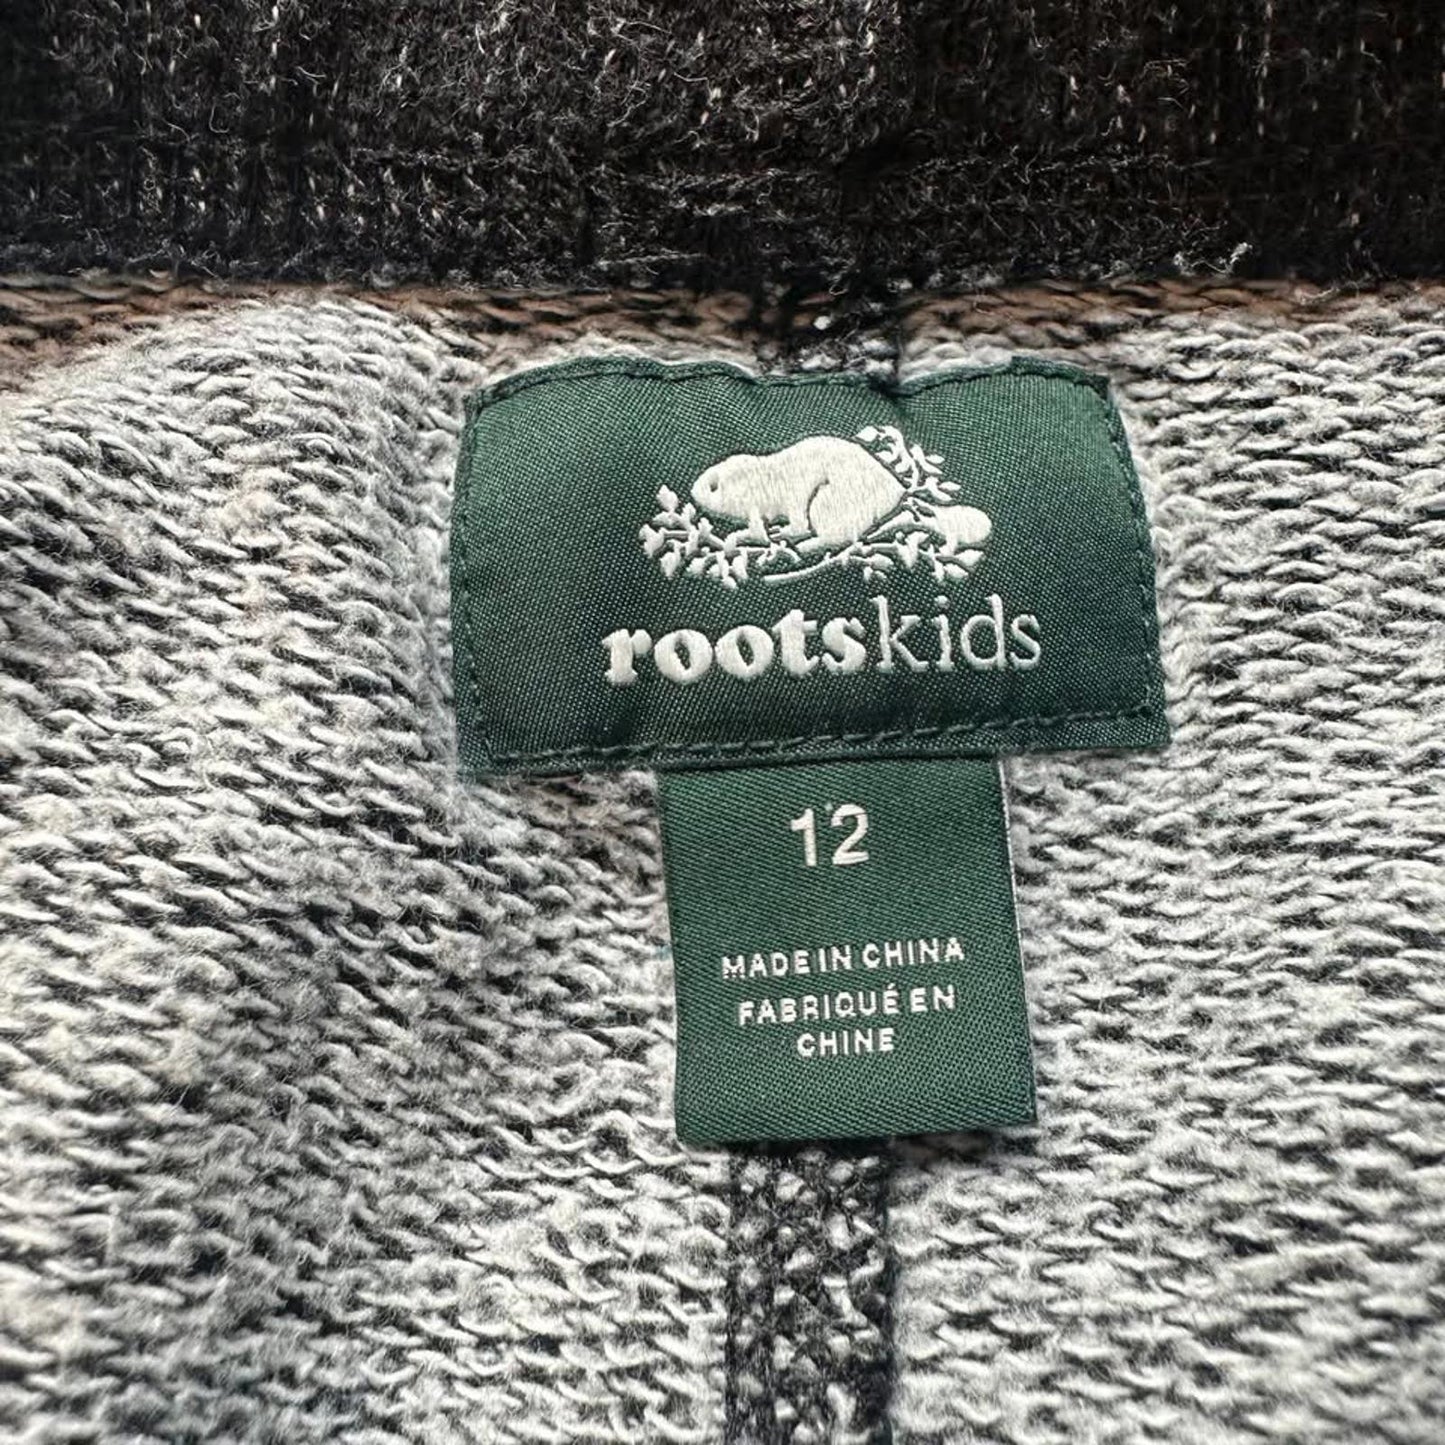 rootskids
12
MADE IN CHINA
FABRIQUÉ EN
CHINE